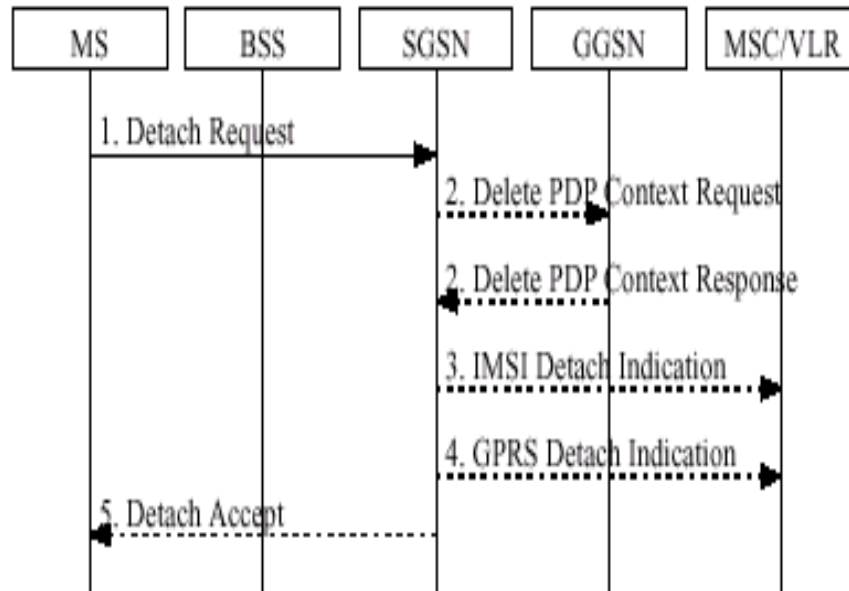 MS BSS SGSN GGSN MSC/VLR
1. Detach Request
2. Delete PDP Context Request
2. Delete PDP Context Response
3. IMSI Detach Indication
4. GPRS Detach Indication
5. Detach Accept